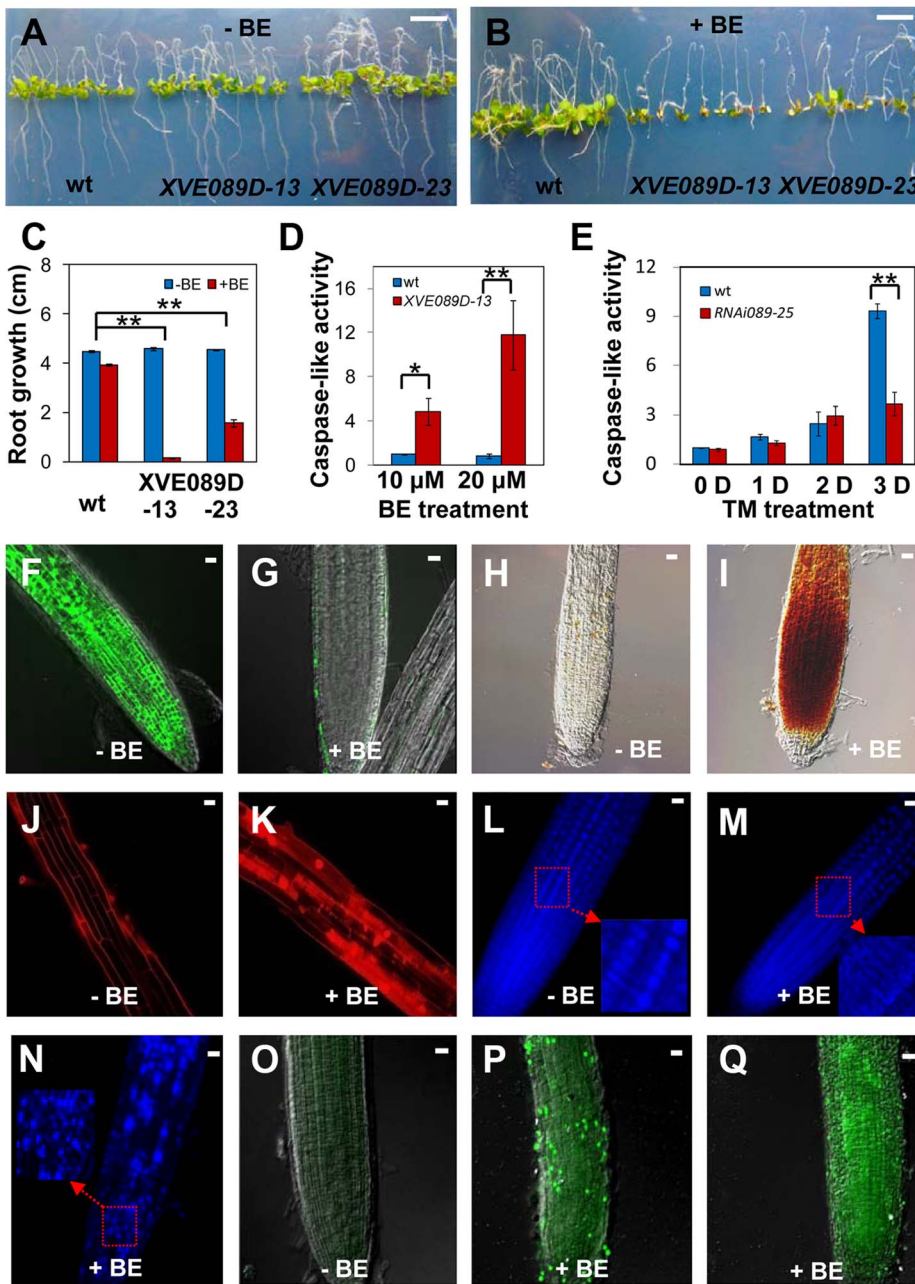 A
- BE
wt
XVE089D-13
XVE089D-23
B
+ BE
wt
XVE089D-13
XVE089D-23
C
Root growth (cm)
8
6
4
2
0
-BE
+BE
**
**
wt
XVE089D
-13
-23
D
Caspase-like activity
16
12
8
4
0
wt
XVE089D-13
*
**
10 µM
20 µM
BE treatment
E
Caspase-like activity
12
9
6
3
0
wt
RNAi089-25
**
0 D
1 D
2 D
3 D
TM treatment
F
- BE
G
+ BE
H
- BE
I
+ BE
J
- BE
K
+ BE
L
- BE
M
+ BE
N
+ BE
O
- BE
P
+ BE
Q
+ BE